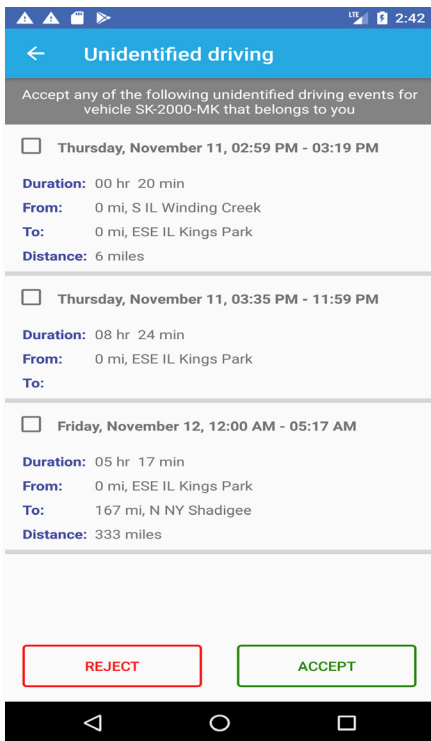 LTE 2:42
Unidentified driving
Accept any of the following unidentified driving events for
vehicle SK-2000-MK that belongs to you
Thursday, November 11, 02:59 PM - 03:19 PM
Duration: 00 hr 20 min
From: 0 mi, S IL Winding Creek
To: 0 mi, ESE IL Kings Park
Distance: 6 miles
Thursday, November 11, 03:35 PM - 11:59 PM
Duration: 08 hr 24 min
From: 0 mi, ESE IL Kings Park
To:
Friday, November 12, 12:00 AM - 05:17 AM
Duration: 05 hr 17 min
From: 0 mi, ESE IL Kings Park
To: 167 mi, N NY Shadigee
Distance: 333 miles
REJECT ACCEPT